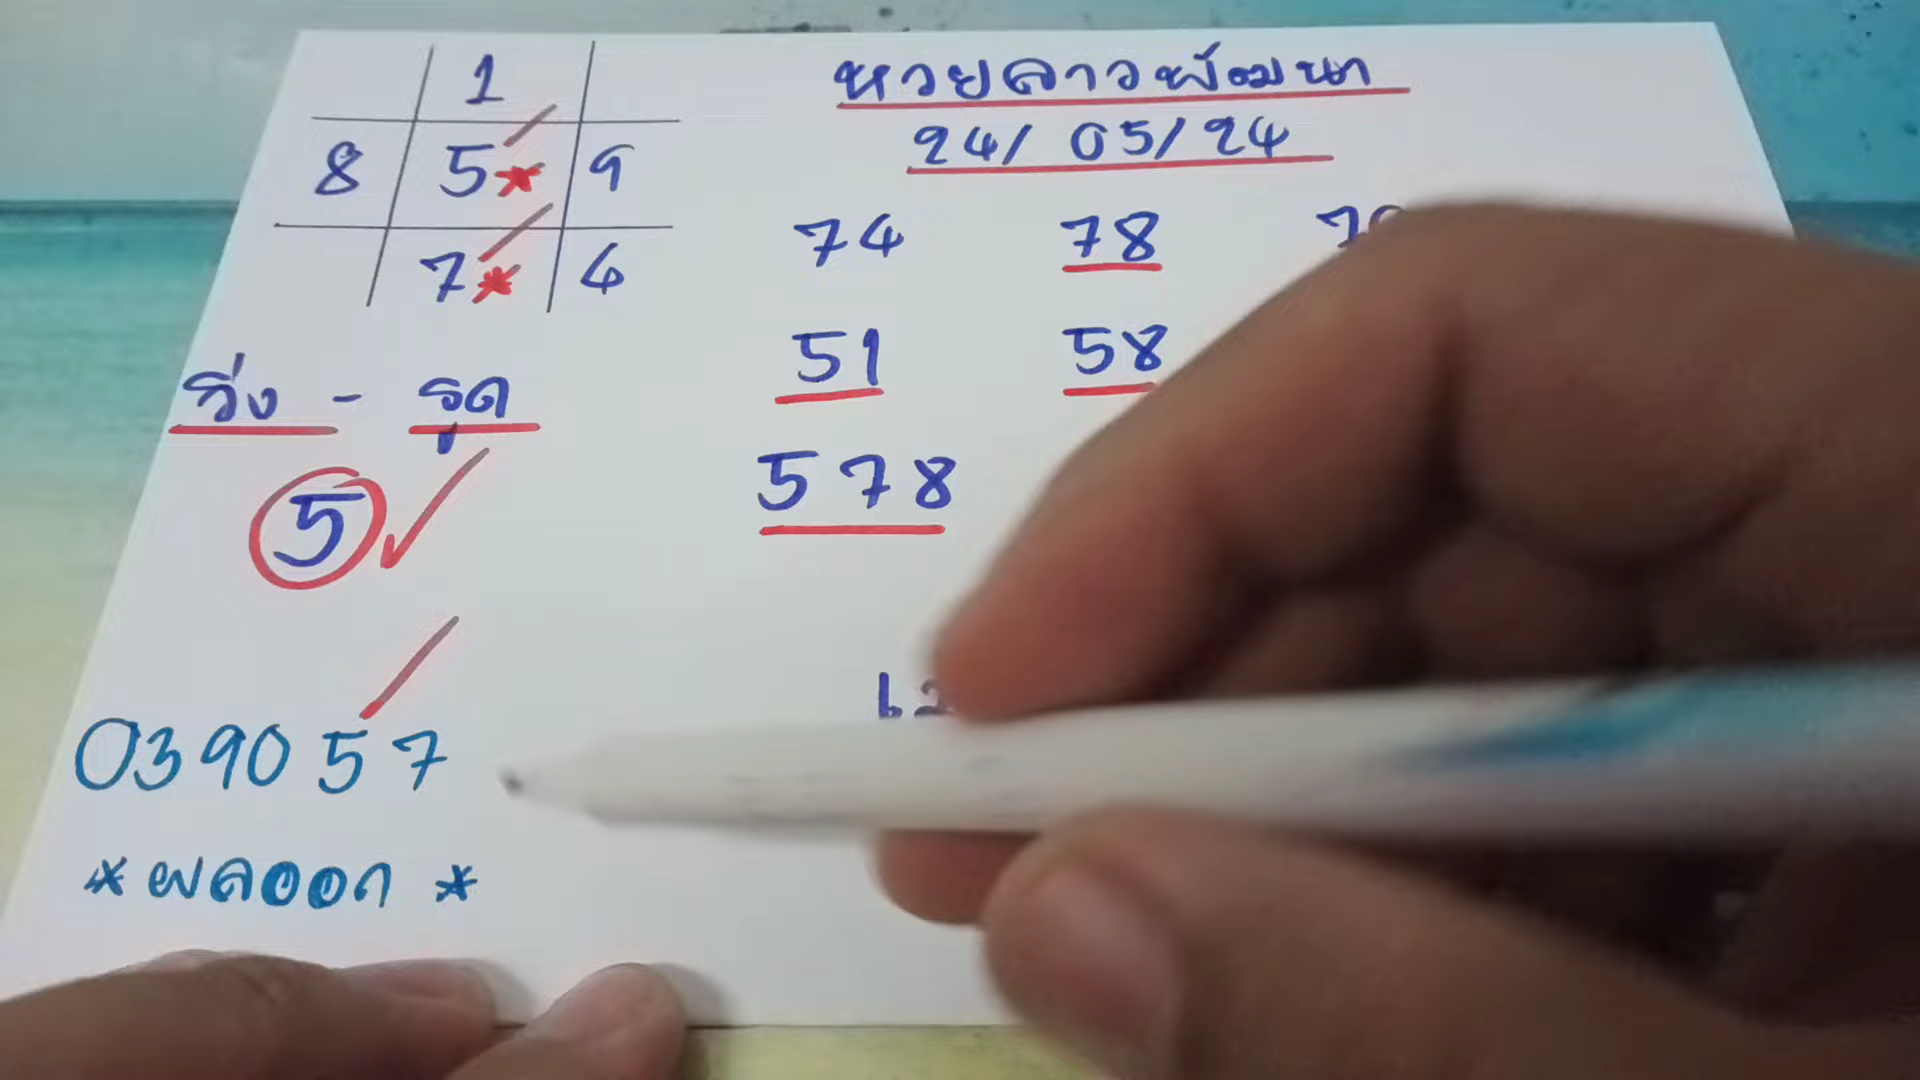 1
8 5* 9
7* 4
วิ่ง - รูด
5
039057
*ผลออก*
หวยลาวพัฒนา
24/05/24
74 78
51 58
578